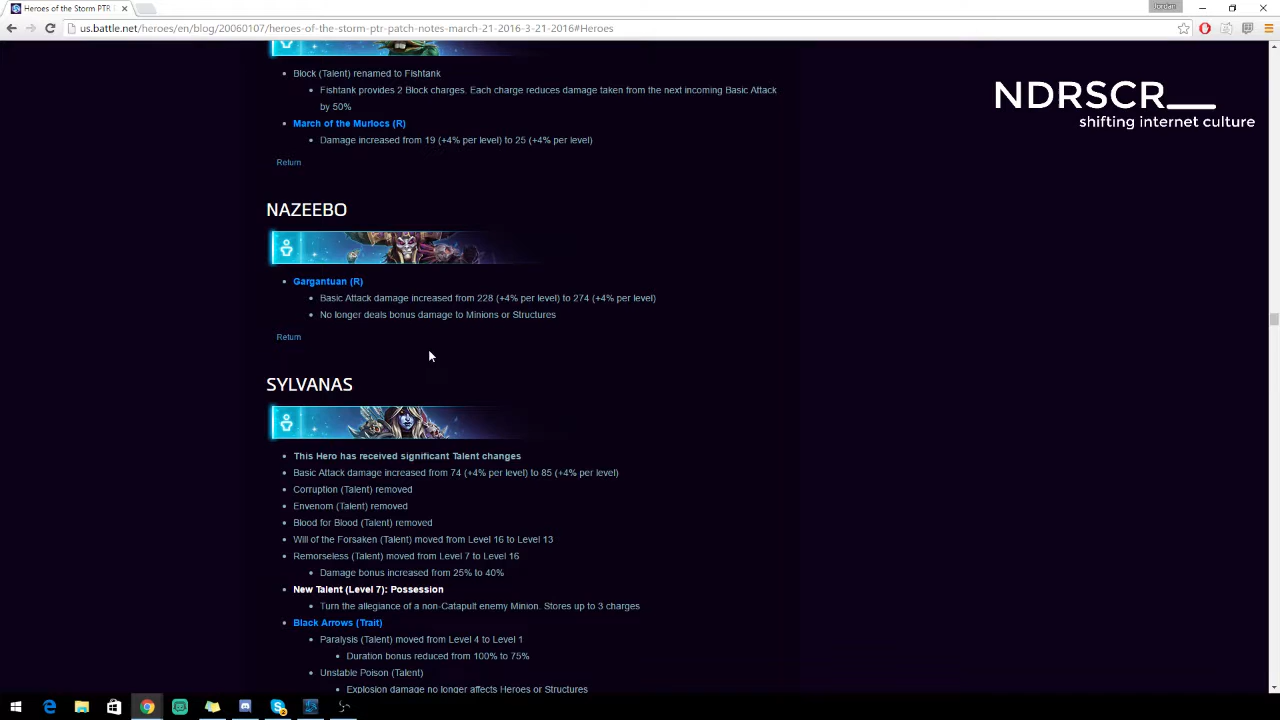 Heroes of the Storm PTR
Jordan
us.battle.net/heroes/en/blog/20060107/heroes-of-the-storm-ptr-patch-notes-march-21-2016-3-21-2016#Heroes
NDRSCR__
shifting internet culture
Block (Talent) renamed to Fishtank
Fishtank provides 2 Block charges. Each charge reduces damage taken from the next incoming Basic Attack
by 50%
March of the Murlocs (R)
Damage increased from 19 (+4% per level) to 25 (+4% per level)
Return
NAZEEBO
Gargantuan (R)
Basic Attack damage increased from 228 (+4% per level) to 274 (+4% per level)
No longer deals bonus damage to Minions or Structures
Return
SYLVANAS
This Hero has received significant Talent changes
Basic Attack damage increased from 74 (+4% per level) to 85 (+4% per level)
Corruption (Talent) removed
Envenom (Talent) removed
Blood for Blood (Talent) removed
Will of the Forsaken (Talent) moved from Level 16 to Level 13
Remorseless (Talent) moved from Level 7 to Level 16
Damage bonus increased from 25% to 40%
New Talent (Level 7): Possession
Turn the allegiance of a non-Catapult enemy Minion. Stores up to 3 charges
Black Arrows (Trait)
Paralysis (Talent) moved from Level 4 to Level 1
Duration bonus reduced from 100% to 75%
Unstable Poison (Talent)
Explosion damage no longer affects Heroes or Structures